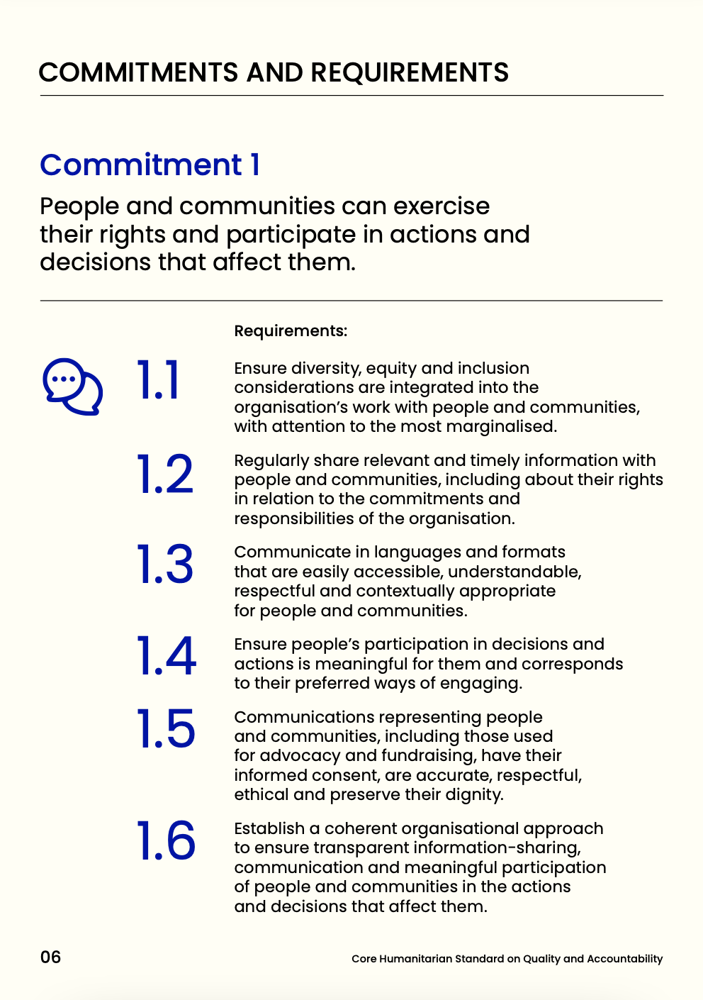 COMMITMENTS AND REQUIREMENTS
Commitment 1
People and communities can exercise
their rights and participate in actions and
decisions that affect them.
Requirements:
1.1
Ensure diversity, equity and inclusion
considerations are integrated into the
organisation’s work with people and communities,
with attention to the most marginalised.
1.2
Regularly share relevant and timely information with
people and communities, including about their rights
in relation to the commitments and
responsibilities of the organisation.
1.3
Communicate in languages and formats
that are easily accessible, understandable,
respectful and contextually appropriate
for people and communities.
1.4
Ensure people’s participation in decisions and
actions is meaningful for them and corresponds
to their preferred ways of engaging.
1.5
Communications representing people
and communities, including those used
for advocacy and fundraising, have their
informed consent, are accurate, respectful,
ethical and preserve their dignity.
1.6
Establish a coherent organisational approach
to ensure transparent information-sharing,
communication and meaningful participation
of people and communities in the actions
and decisions that affect them.
06
Core Humanitarian Standard on Quality and Accountability